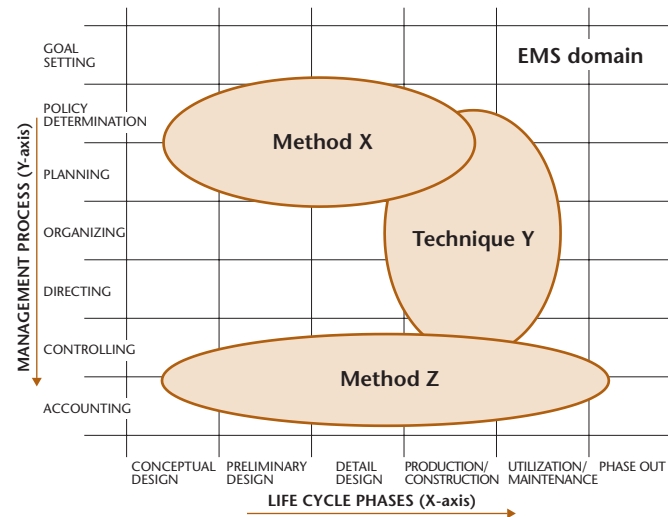 GOAL
SETTING
EMS domain
POLICY
DETERMINATION
Method X
PLANNING
ORGANIZING
Technique Y
DIRECTING
CONTROLLING
Method Z
ACCOUNTING
MANAGEMENT PROCESS (Y-axis)
CONCEPTUAL
DESIGN
PRELIMINARY
DESIGN
DETAIL
DESIGN
PRODUCTION/
CONSTRUCTION
UTILIZATION/
MAINTENANCE
PHASE OUT
LIFE CYCLE PHASES (X-axis)